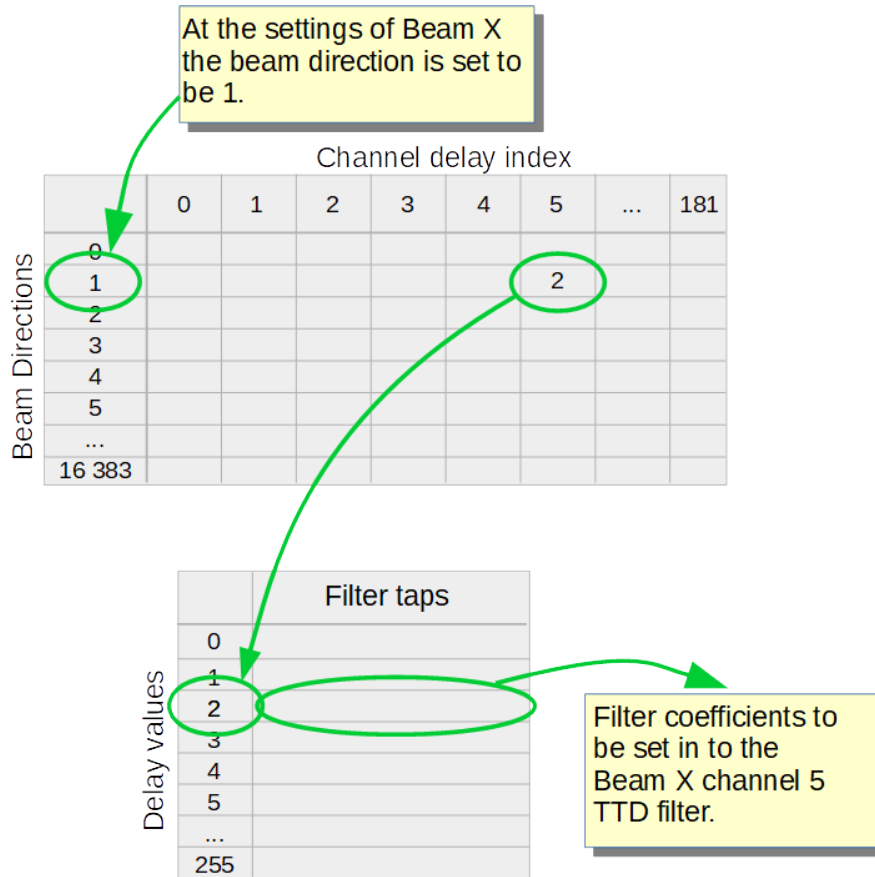 At the settings of Beam X
the beam direction is set to
be 1.
Channel delay index
0 1 2 3 4 5 ... 181
Beam Directions
0
1 2
2
3
4
5
...
16 383
Filter taps
Delay values
0
1
2
3
4
5
...
255
Filter coefficients to
be set in to the
Beam X channel 5
TTD filter.